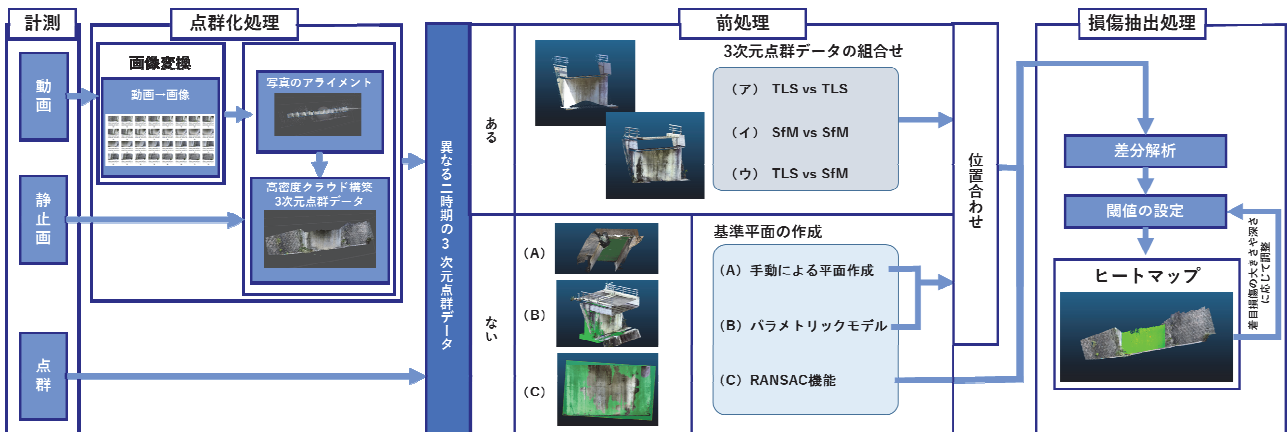 計測
動画
静止画
点群
点群化処理
画像変換
動画→画像
写真のアライメント
高密度クラウド構築
3次元点群データ
異なる二時期の3次元点群データ
前処理
ある
3次元点群データの組合せ
(ア) TLS vs TLS
(イ) SfM vs SfM
(ウ) TLS vs SfM
ない
(A)
(B)
(C)
基準平面の作成
(A) 手動による平面作成
(B) パラメトリックモデル
(C) RANSAC機能
位置合わせ
損傷抽出処理
差分解析
閾値の設定
ヒートマップ
着目損傷の大きさや深さ
に応じて調整